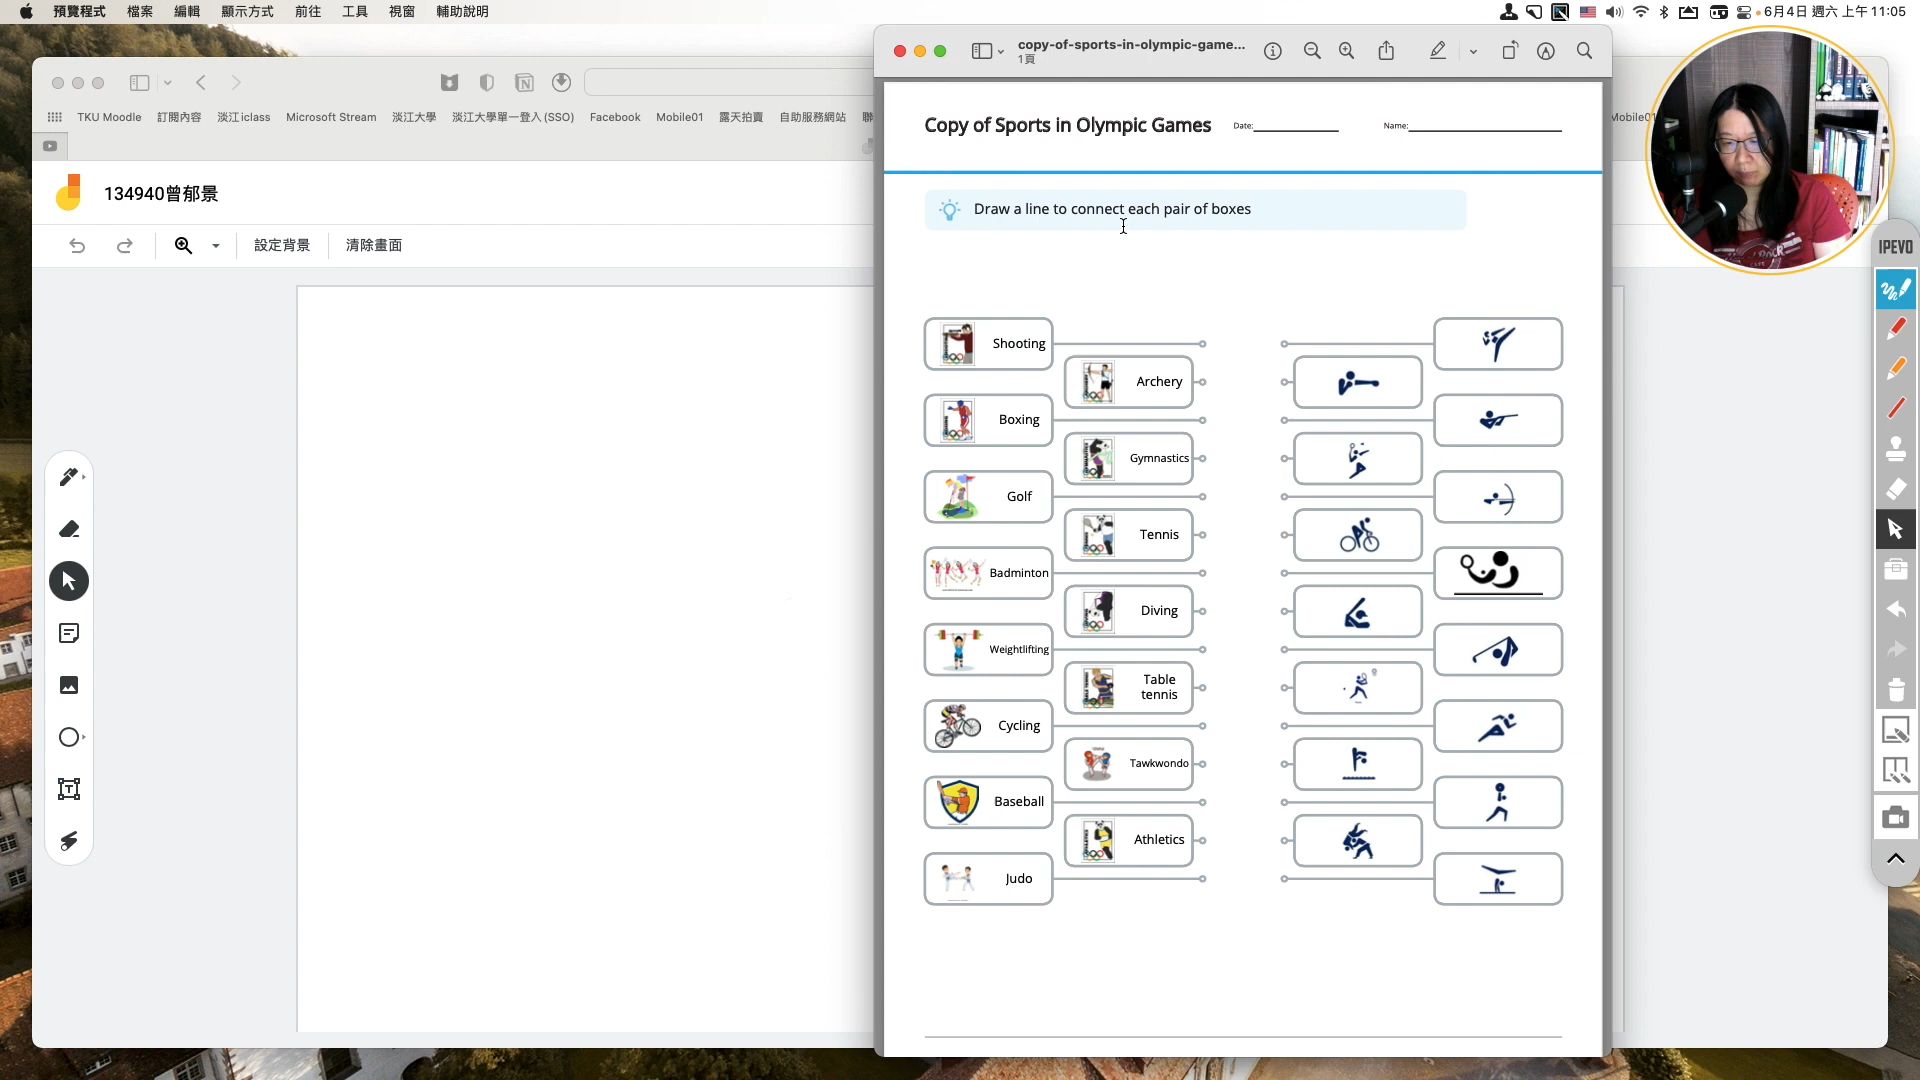 預覽程式 檔案 編輯 顯示方式 前往 工具 視窗 輔助說明
6月4日 週六 上午 11:05
copy-of-sports-in-olympic-game...
1頁
TKU Moodle 訂閱內容 淡江iclass Microsoft Stream 淡江大學 淡江大學單一登入(SSO) Facebook Mobile01 露天拍賣 自助服務網站 聯
Mobile01
134940曾郁景
設定背景 清除畫面
Copy of Sports in Olympic Games Date: Name:
Draw a line to connect each pair of boxes
Shooting
Archery
Boxing
Gymnastics
Golf
Tennis
Badminton
Diving
Weightlifting
Table
tennis
Cycling
Tawkwondo
Baseball
Athletics
Judo
IPEVO